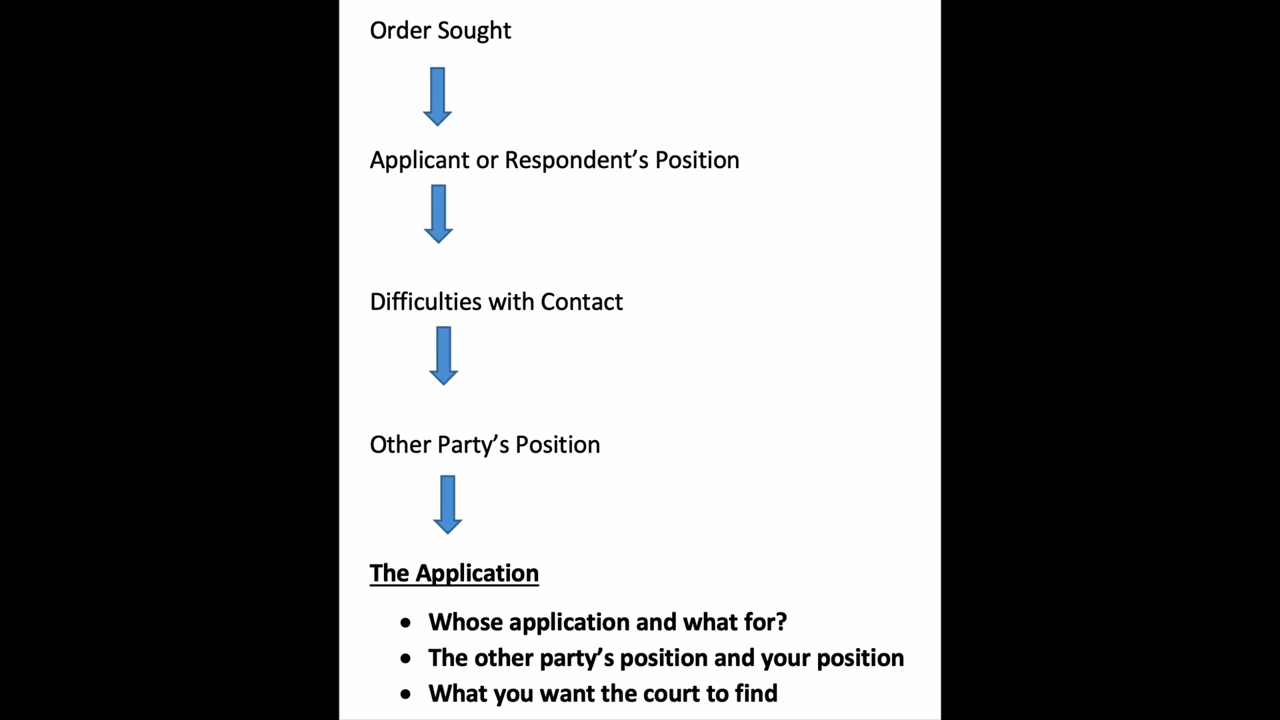 Order Sought
Applicant or Respondent’s Position
Difficulties with Contact
Other Party’s Position
The Application
• Whose application and what for?
• The other party’s position and your position
• What you want the court to find